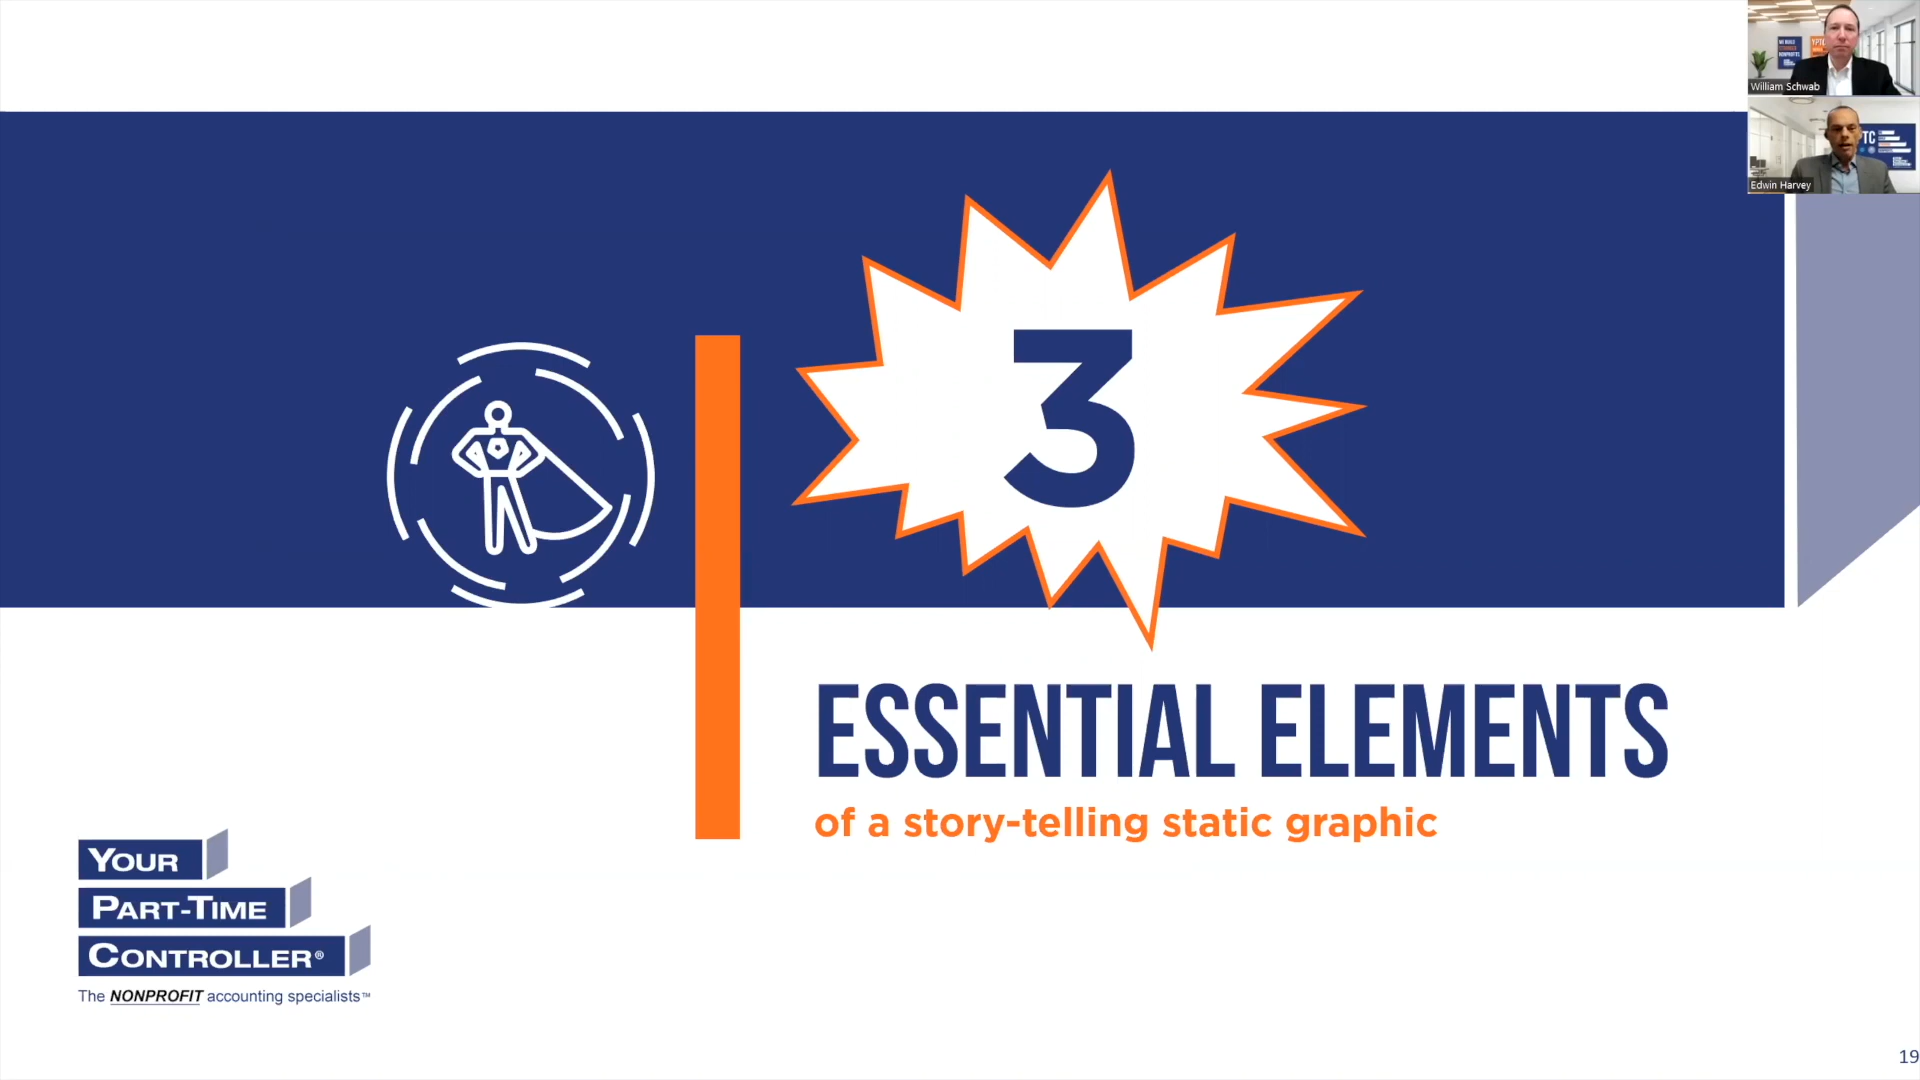 William Schwab
Edwin Harvey
3
ESSENTIAL ELEMENTS
of a story-telling static graphic
YOUR
PART-TIME
CONTROLLER®
The NONPROFIT accounting specialists™
19